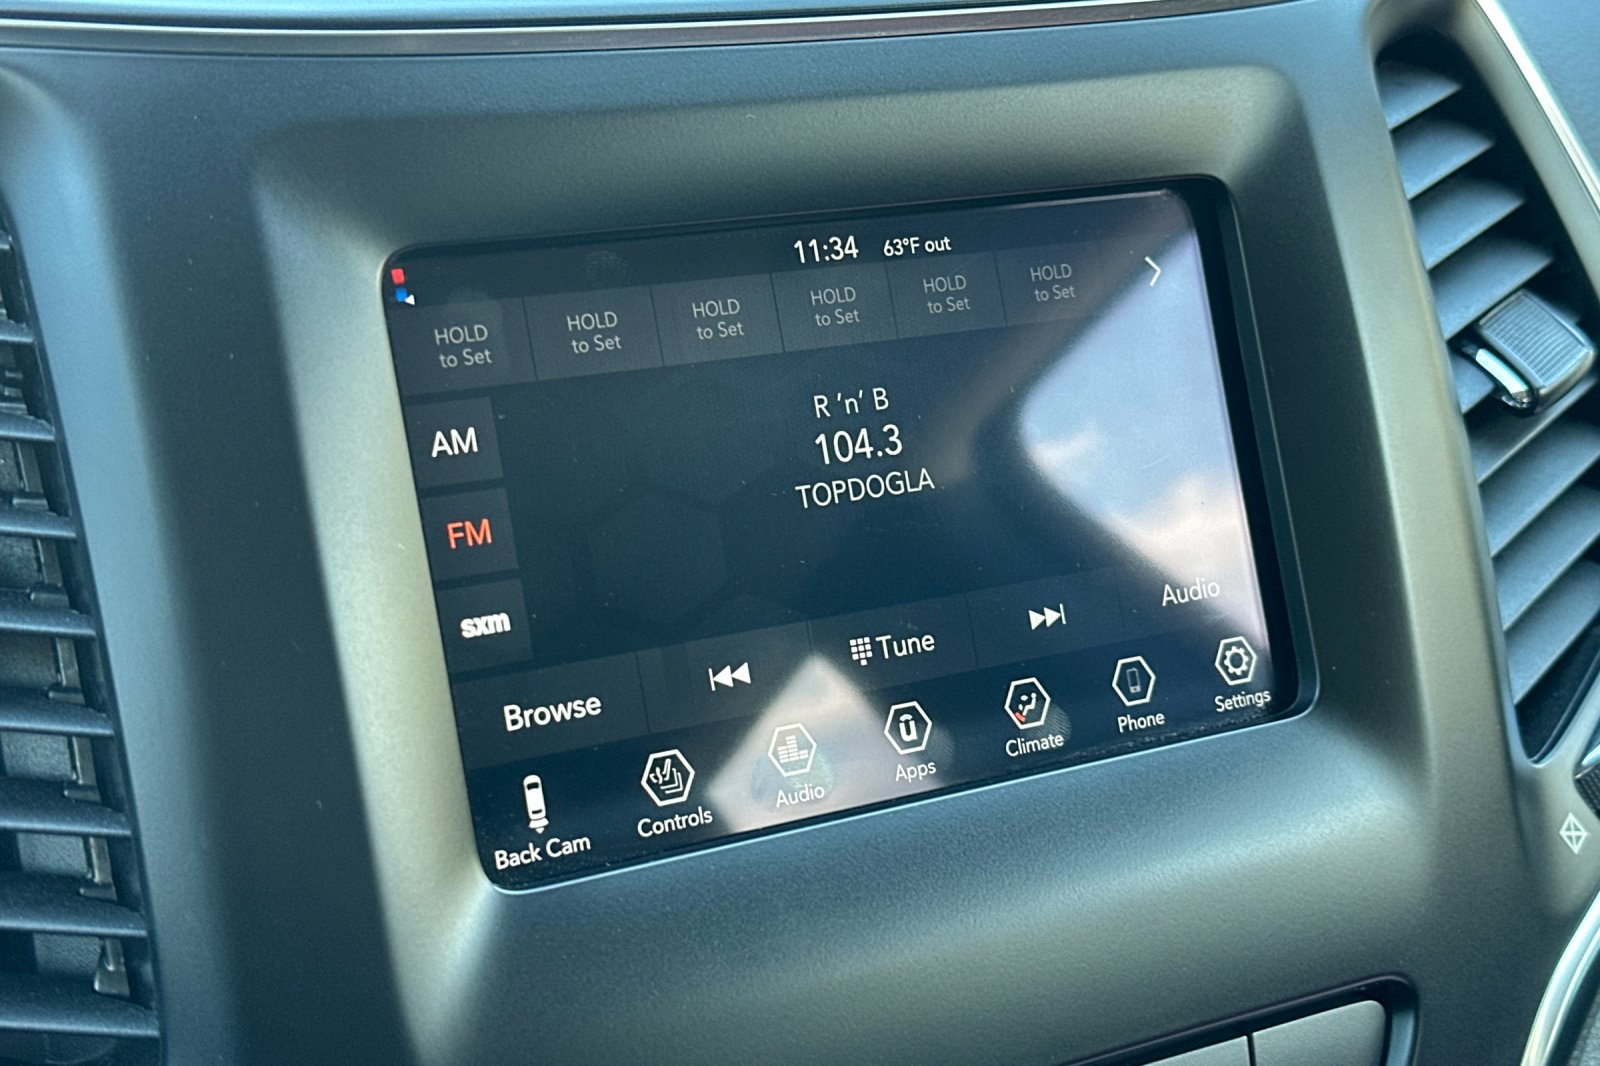 11:34 63°F out
HOLD
to Set
HOLD
to Set
HOLD
to Set
HOLD
to Set
HOLD
to Set
HOLD
to Set
AM
FM
sxm
R 'n' B
104.3
TOPDOGLA
Browse
Tune
Audio
Back Cam
Controls
Audio
Apps
Climate
Phone
Settings